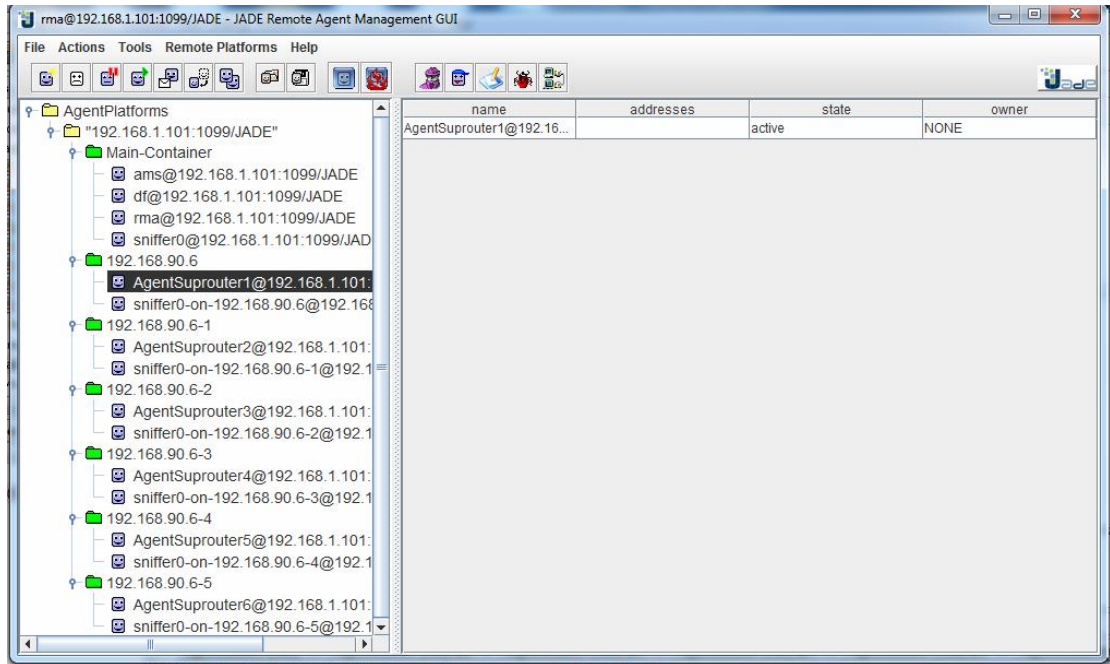 rma@192.168.1.101:1099/JADE - JADE Remote Agent Management GUI
File Actions Tools Remote Platforms Help
Jade
AgentPlatforms
"192.168.1.101:1099/JADE"
Main-Container
ams@192.168.1.101:1099/JADE
df@192.168.1.101:1099/JADE
rma@192.168.1.101:1099/JADE
sniffer0@192.168.1.101:1099/JAD
192.168.90.6
AgentSuprouter1@192.168.1.101:
sniffer0-on-192.168.90.6@192.168
192.168.90.6-1
AgentSuprouter2@192.168.1.101:
sniffer0-on-192.168.90.6-1@192.1
192.168.90.6-2
AgentSuprouter3@192.168.1.101:
sniffer0-on-192.168.90.6-2@192.1
192.168.90.6-3
AgentSuprouter4@192.168.1.101:
sniffer0-on-192.168.90.6-3@192.1
192.168.90.6-4
AgentSuprouter5@192.168.1.101:
sniffer0-on-192.168.90.6-4@192.1
192.168.90.6-5
AgentSuprouter6@192.168.1.101:
sniffer0-on-192.168.90.6-5@192.1
name addresses state owner
AgentSuprouter1@192.16... active NONE